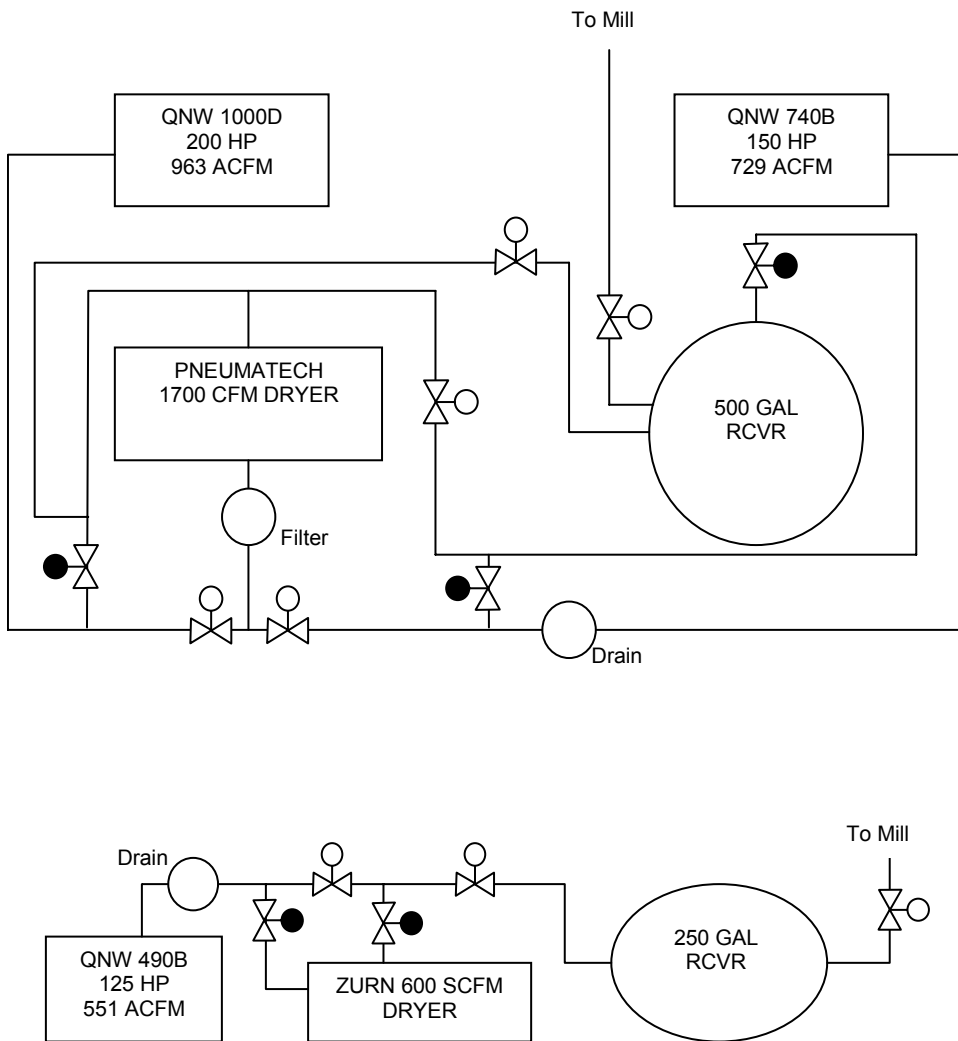 To Mill
QNW 1000D
200 HP
963 ACFM
QNW 740B
150 HP
729 ACFM
PNEUMATECH
1700 CFM DRYER
500 GAL
RCVR
Filter
Drain
To Mill
Drain
QNW 490B
125 HP
551 ACFM
ZURN 600 SCFM
DRYER
250 GAL
RCVR